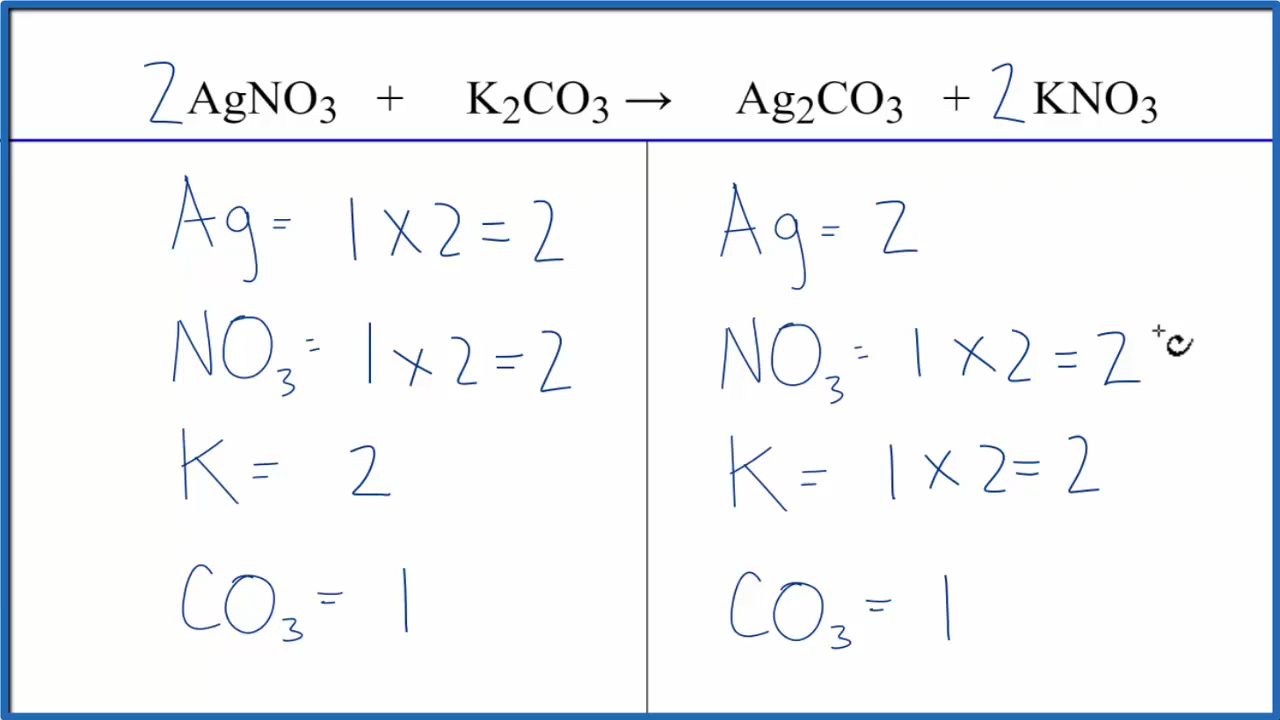 2AgNO₃ + K₂CO₃ → Ag₂CO₃ + 2KNO₃
Ag = 1 x 2 = 2
NO₃ = 1 x 2 = 2
K = 2
CO₃ = 1
Ag = 2
NO₃ = 1 x 2 = 2
K = 1 x 2 = 2
CO₃ = 1